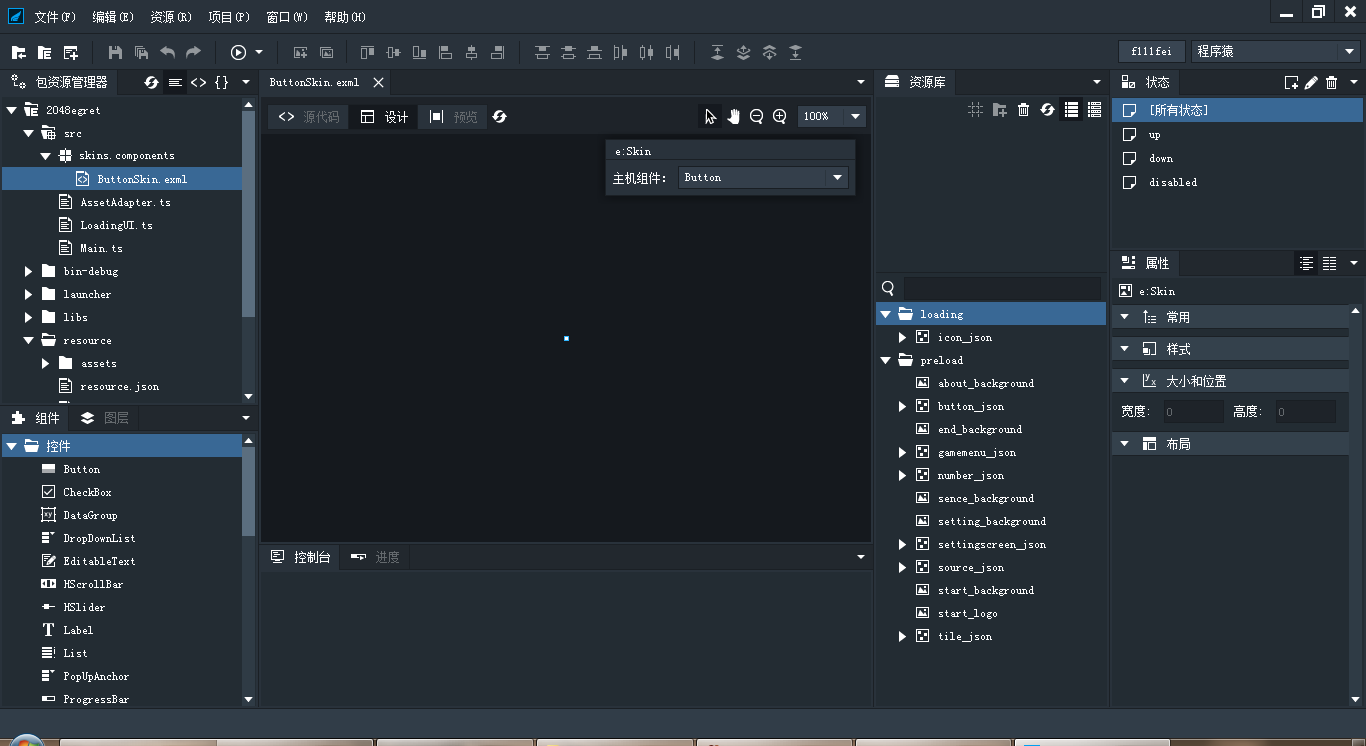 文件(F) 编辑(E) 资源(R) 项目(P) 窗口(W) 帮助(H)
f111fei 程序猿
包资源管理器
2048egret
src
skins.components
ButtonSkin.exml
AssetAdapter.ts
LoadingUI.ts
Main.ts
bin-debug
launcher
libs
resource
assets
resource.json
组件 图层
控件
Button
CheckBox
DataGroup
DropDownList
EditableText
HScrollBar
HSlider
Label
List
PopUpAnchor
ProgressBar
ButtonSkin.exml
源代码 设计 预览 100%
e:Skin
主机组件： Button
控制台 进度
资源库
loading
icon_json
preload
about_background
button_json
end_background
gamemenu_json
number_json
sence_background
setting_background
settingscreen_json
source_json
start_background
start_logo
tile_json
状态
[所有状态]
up
down
disabled
属性
e:Skin
常用
样式
大小和位置
宽度： 0 高度： 0
布局